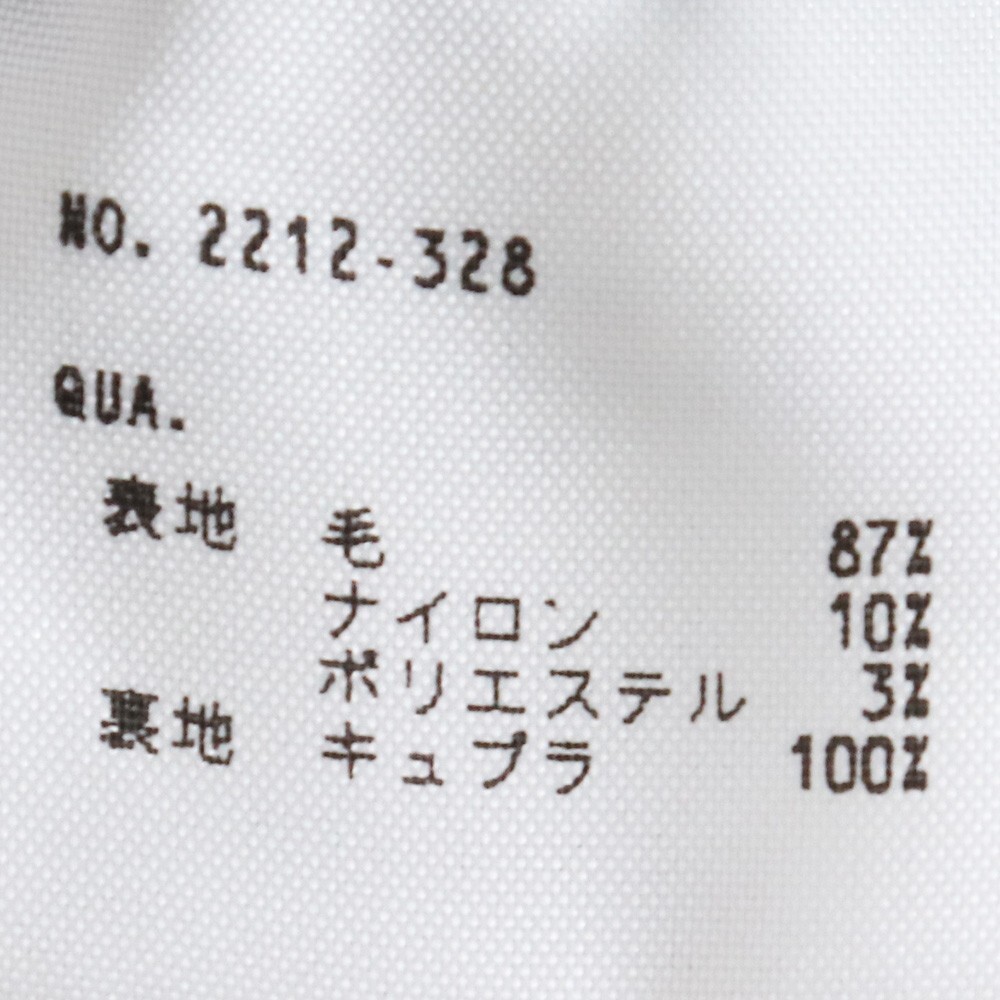 NO. 2212-328
QUA.
表地 毛 87%
ナイロン 10%
ポリエステル 3%
裏地 キュプラ 100%